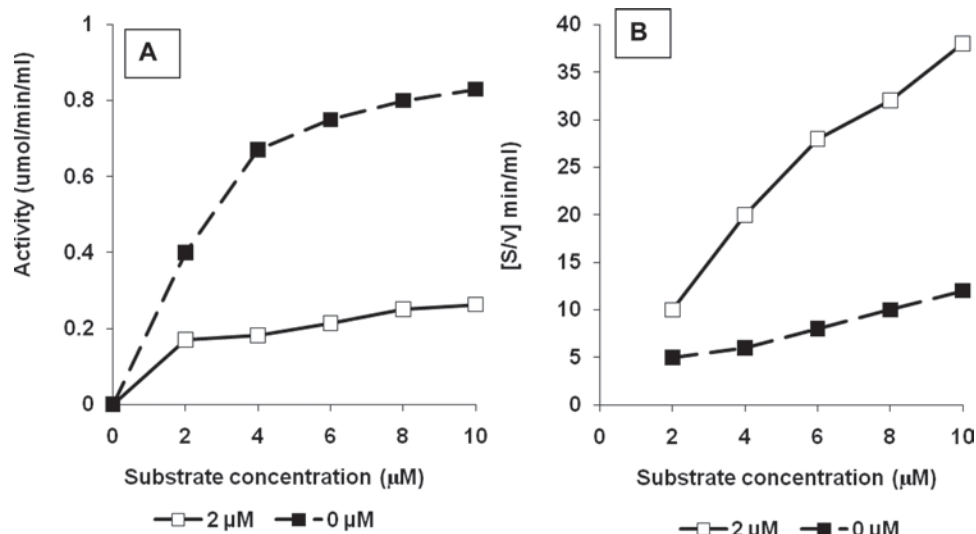 A
Activity (umol/min/ml)
1
0.8
0.6
0.4
0.2
0
0 2 4 6 8 10
Substrate concentration (µM)
2 µM 0 µM
B
[S/v] min/ml)
40
35
30
25
20
15
10
5
0
0 2 4 6 8 10
Substrate concentration (µM)
2 µM 0 µM